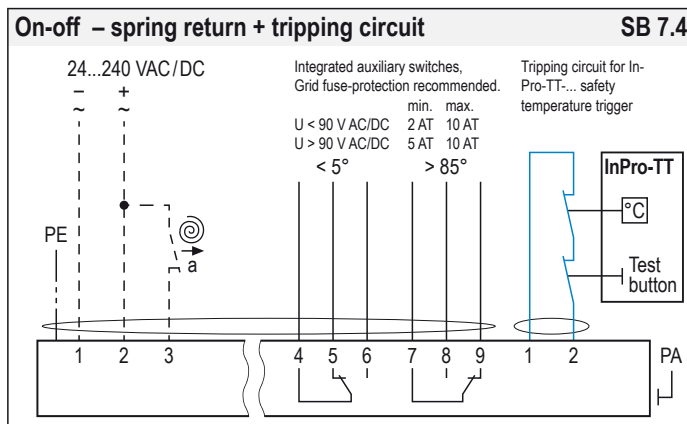 On-off – spring return + tripping circuit SB 7.4
24...240 VAC/DC
– +
~ ~
Integrated auxiliary switches,
Grid fuse-protection recommended.
min. max.
U < 90 V AC/DC 2 AT 10 AT
U > 90 V AC/DC 5 AT 10 AT
< 5° > 85°
Tripping circuit for In-
Pro-TT-... safety
temperature trigger
InPro-TT
°C
Test
button
PE
a
1 2 3 4 5 6 7 8 9 1 2
PA